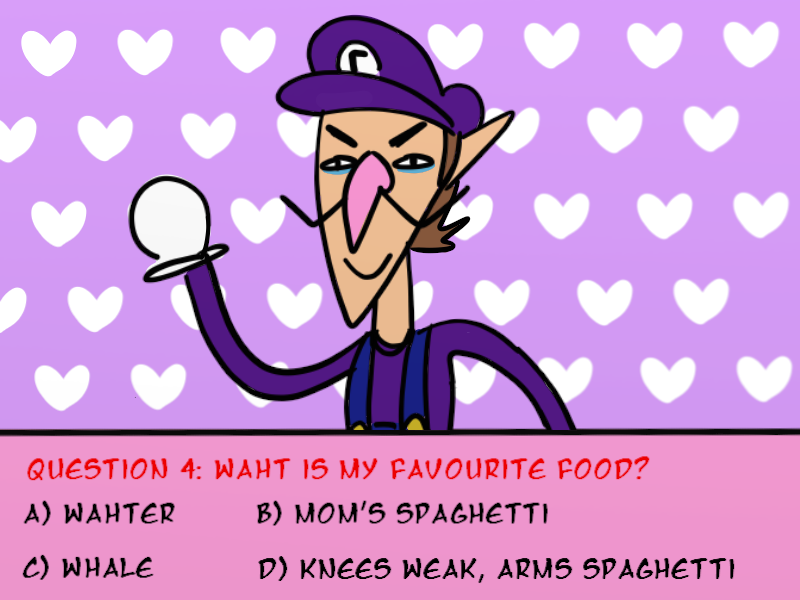 QUESTION 4: WAHT IS MY FAVOURITE FOOD?
A) WAHTER B) MOM'S SPAGHETTI
C) WHALE D) KNEES WEAK, ARMS SPAGHETTI